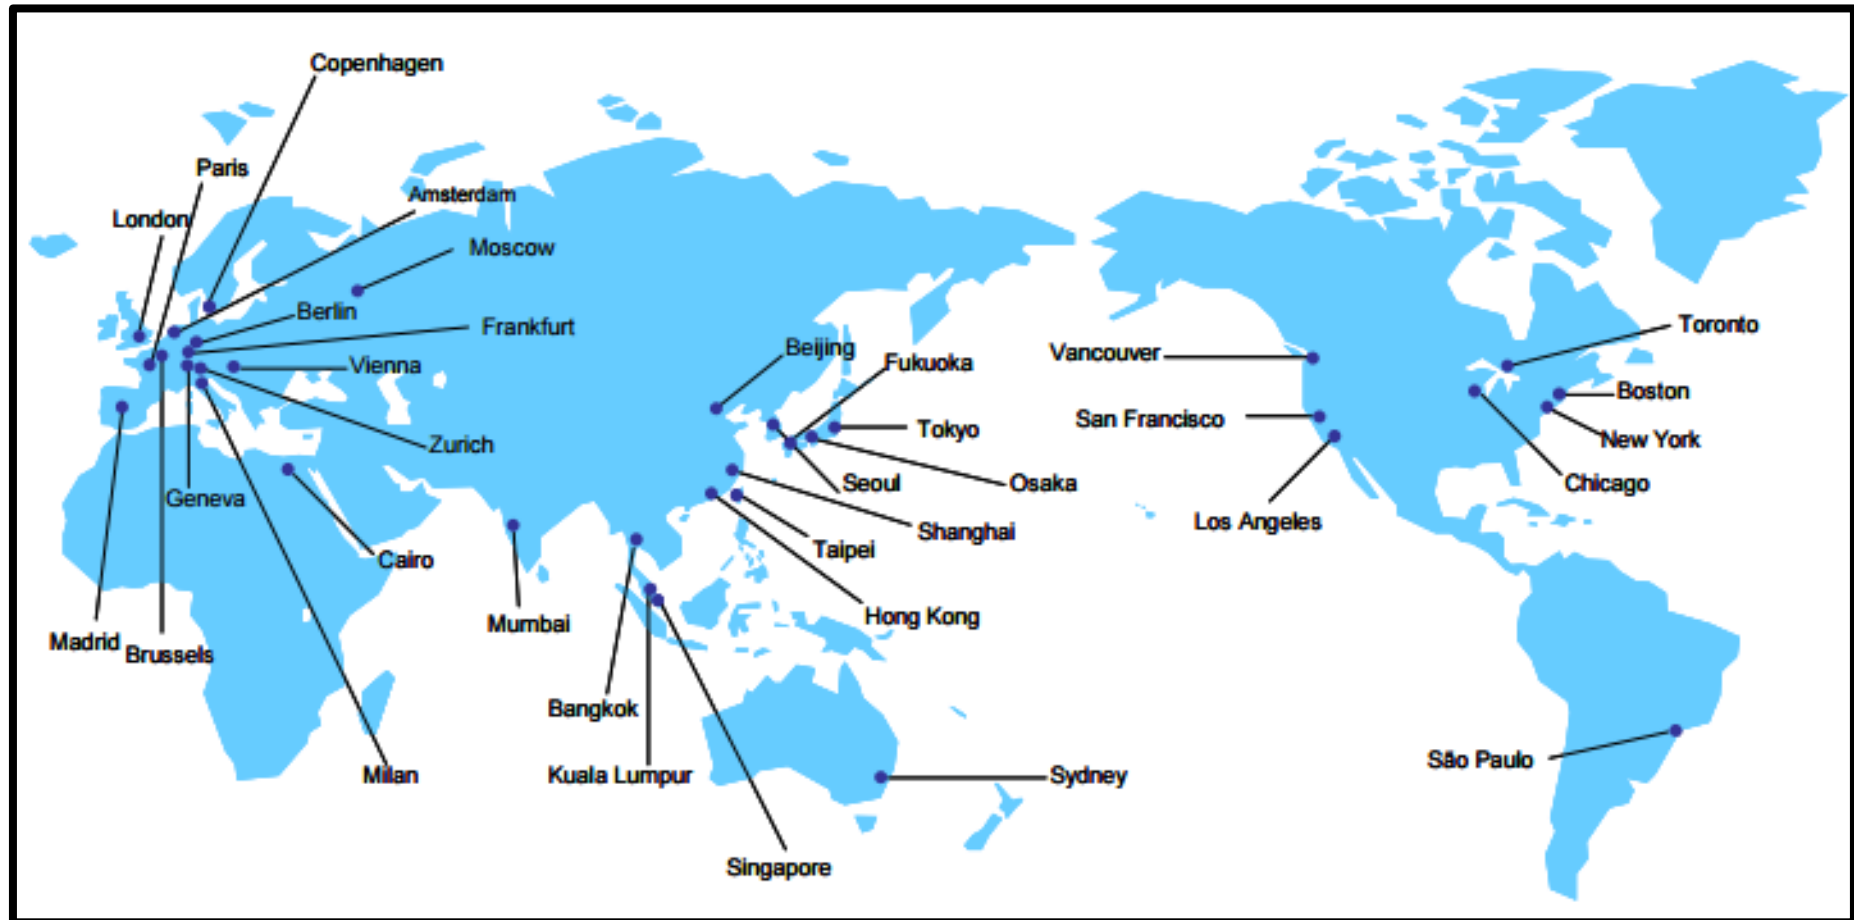 Copenhagen
Paris
Amsterdam
London
Moscow
Berlin
Frankfurt
Toronto
Beijing
Vancouver
Fukuoka
Vienna
Boston
San Francisco
Tokyo
New York
Zurich
Seoul
Osaka
Chicago
Geneva
Los Angeles
Shanghai
Taipei
Cairo
Hong Kong
Mumbai
Madrid
Brussels
Bangkok
São Paulo
Milan
Kuala Lumpur
Sydney
Singapore